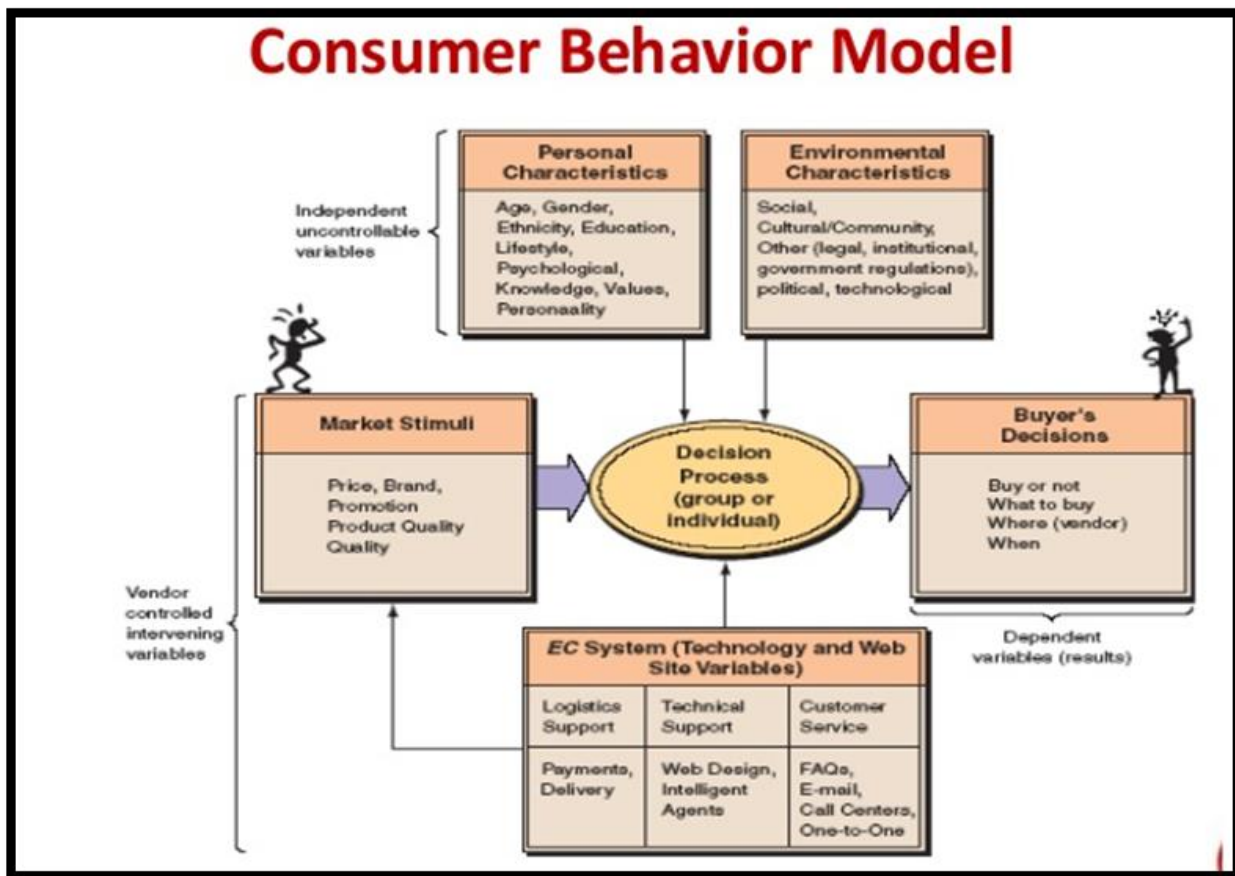 Consumer Behavior Model
Personal
Characteristics
Age, Gender,
Ethnicity, Education,
Lifestyle,
Psychological,
Knowledge, Values,
Personaality
Environmental
Characteristics
Social,
Cultural/Community,
Other (legal, institutional,
government regulations),
political, technological
Independent
uncontrollable
variables
Market Stimuli
Price, Brand,
Promotion
Product Quality
Quality
Decision
Process
(group or
individual)
Buyer's
Decisions
Buy or not
What to buy
Where (vendor)
When
Vendor
controlled
intervening
variables
Dependent
variables (results)
EC System (Technology and Web
Site Variables)
Logistics
Support
Technical
Support
Customer
Service
Payments,
Delivery
Web Design,
Intelligent
Agents
FAQs,
E-mail,
Call Centers,
One-to-One